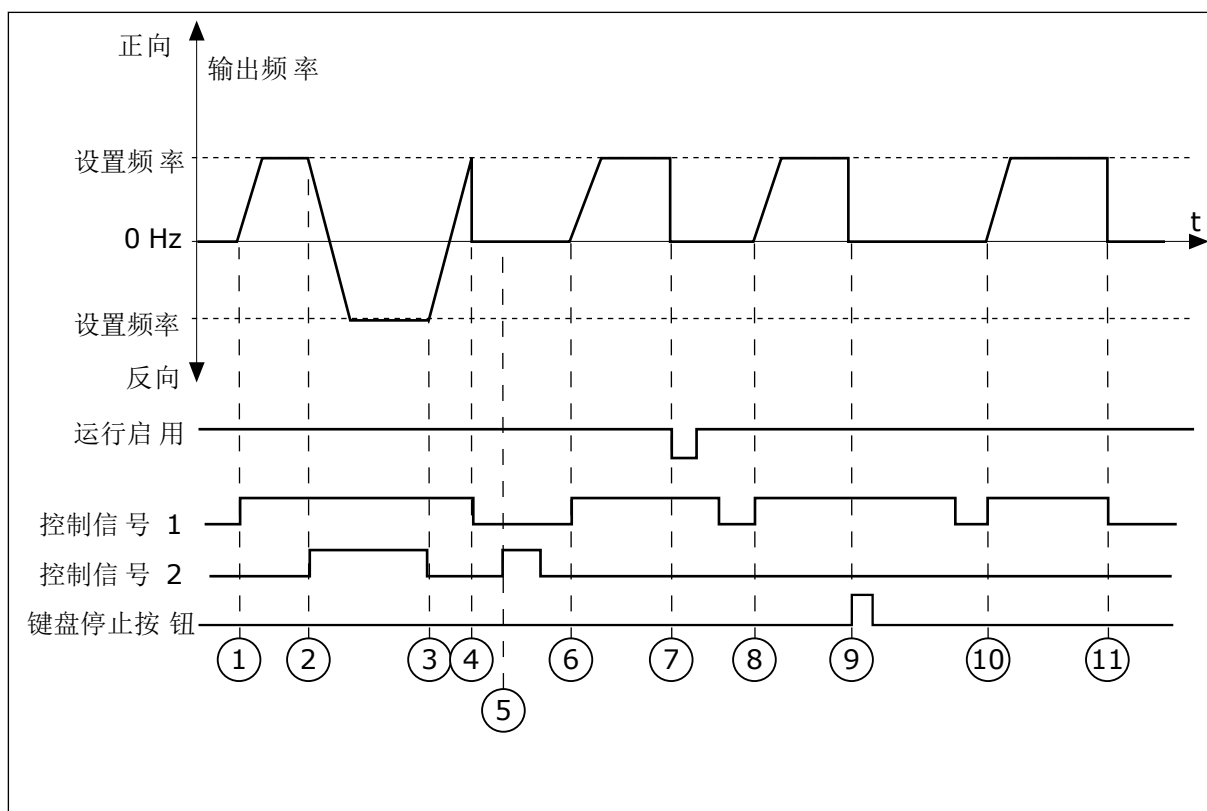 正向
输出频率
设置频率
0 Hz
t
设置频率
反向
运行启用
控制信号 1
控制信号 2
键盘停止按钮
1 2 3 4 6 7 8 9 10 11
5